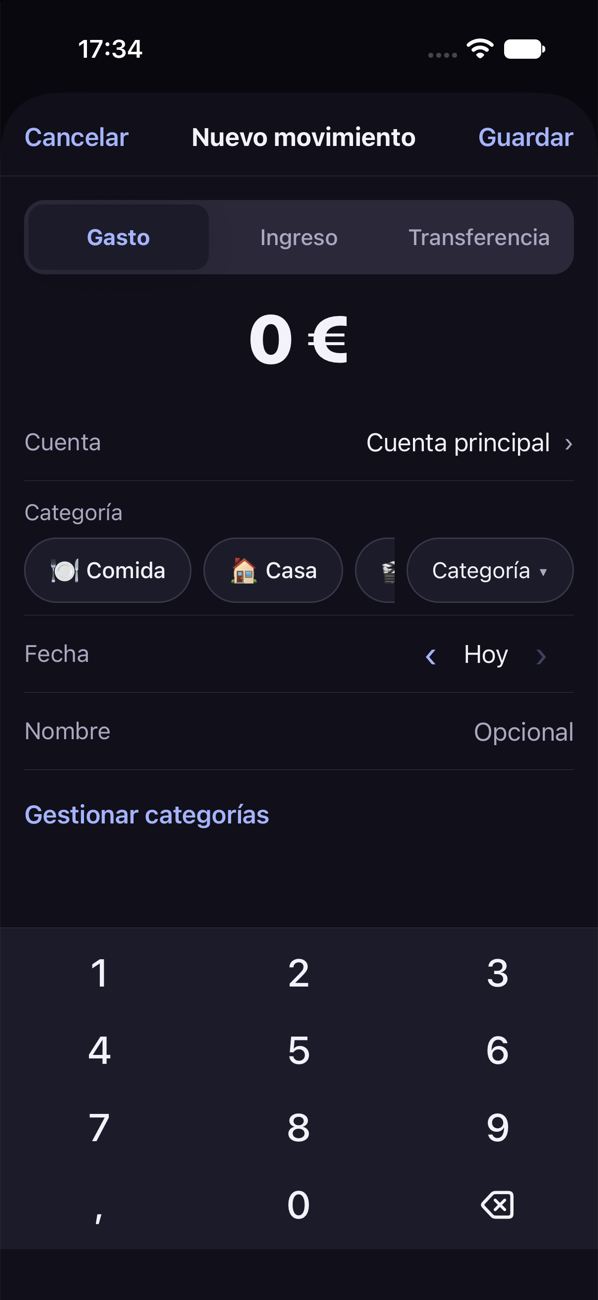 17:34
Cancelar Nuevo movimiento Guardar
Gasto Ingreso Transferencia
0 €
Cuenta Cuenta principal ›
Categoría
🍽️ Comida 🏠 Casa Categoría ▾
Fecha ‹ Hoy ›
Nombre Opcional
Gestionar categorías
1 2 3
4 5 6
7 8 9
, 0